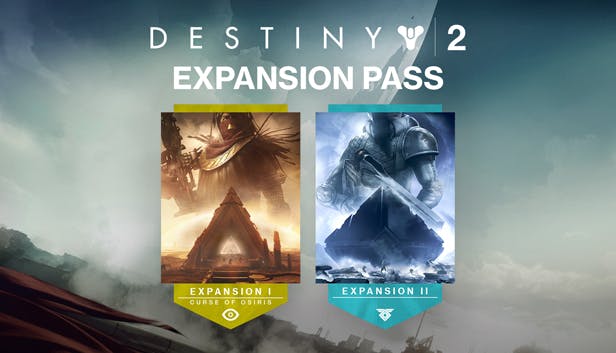 DESTINY 2
EXPANSION PASS
EXPANSION I
CURSE OF OSIRIS
EXPANSION II